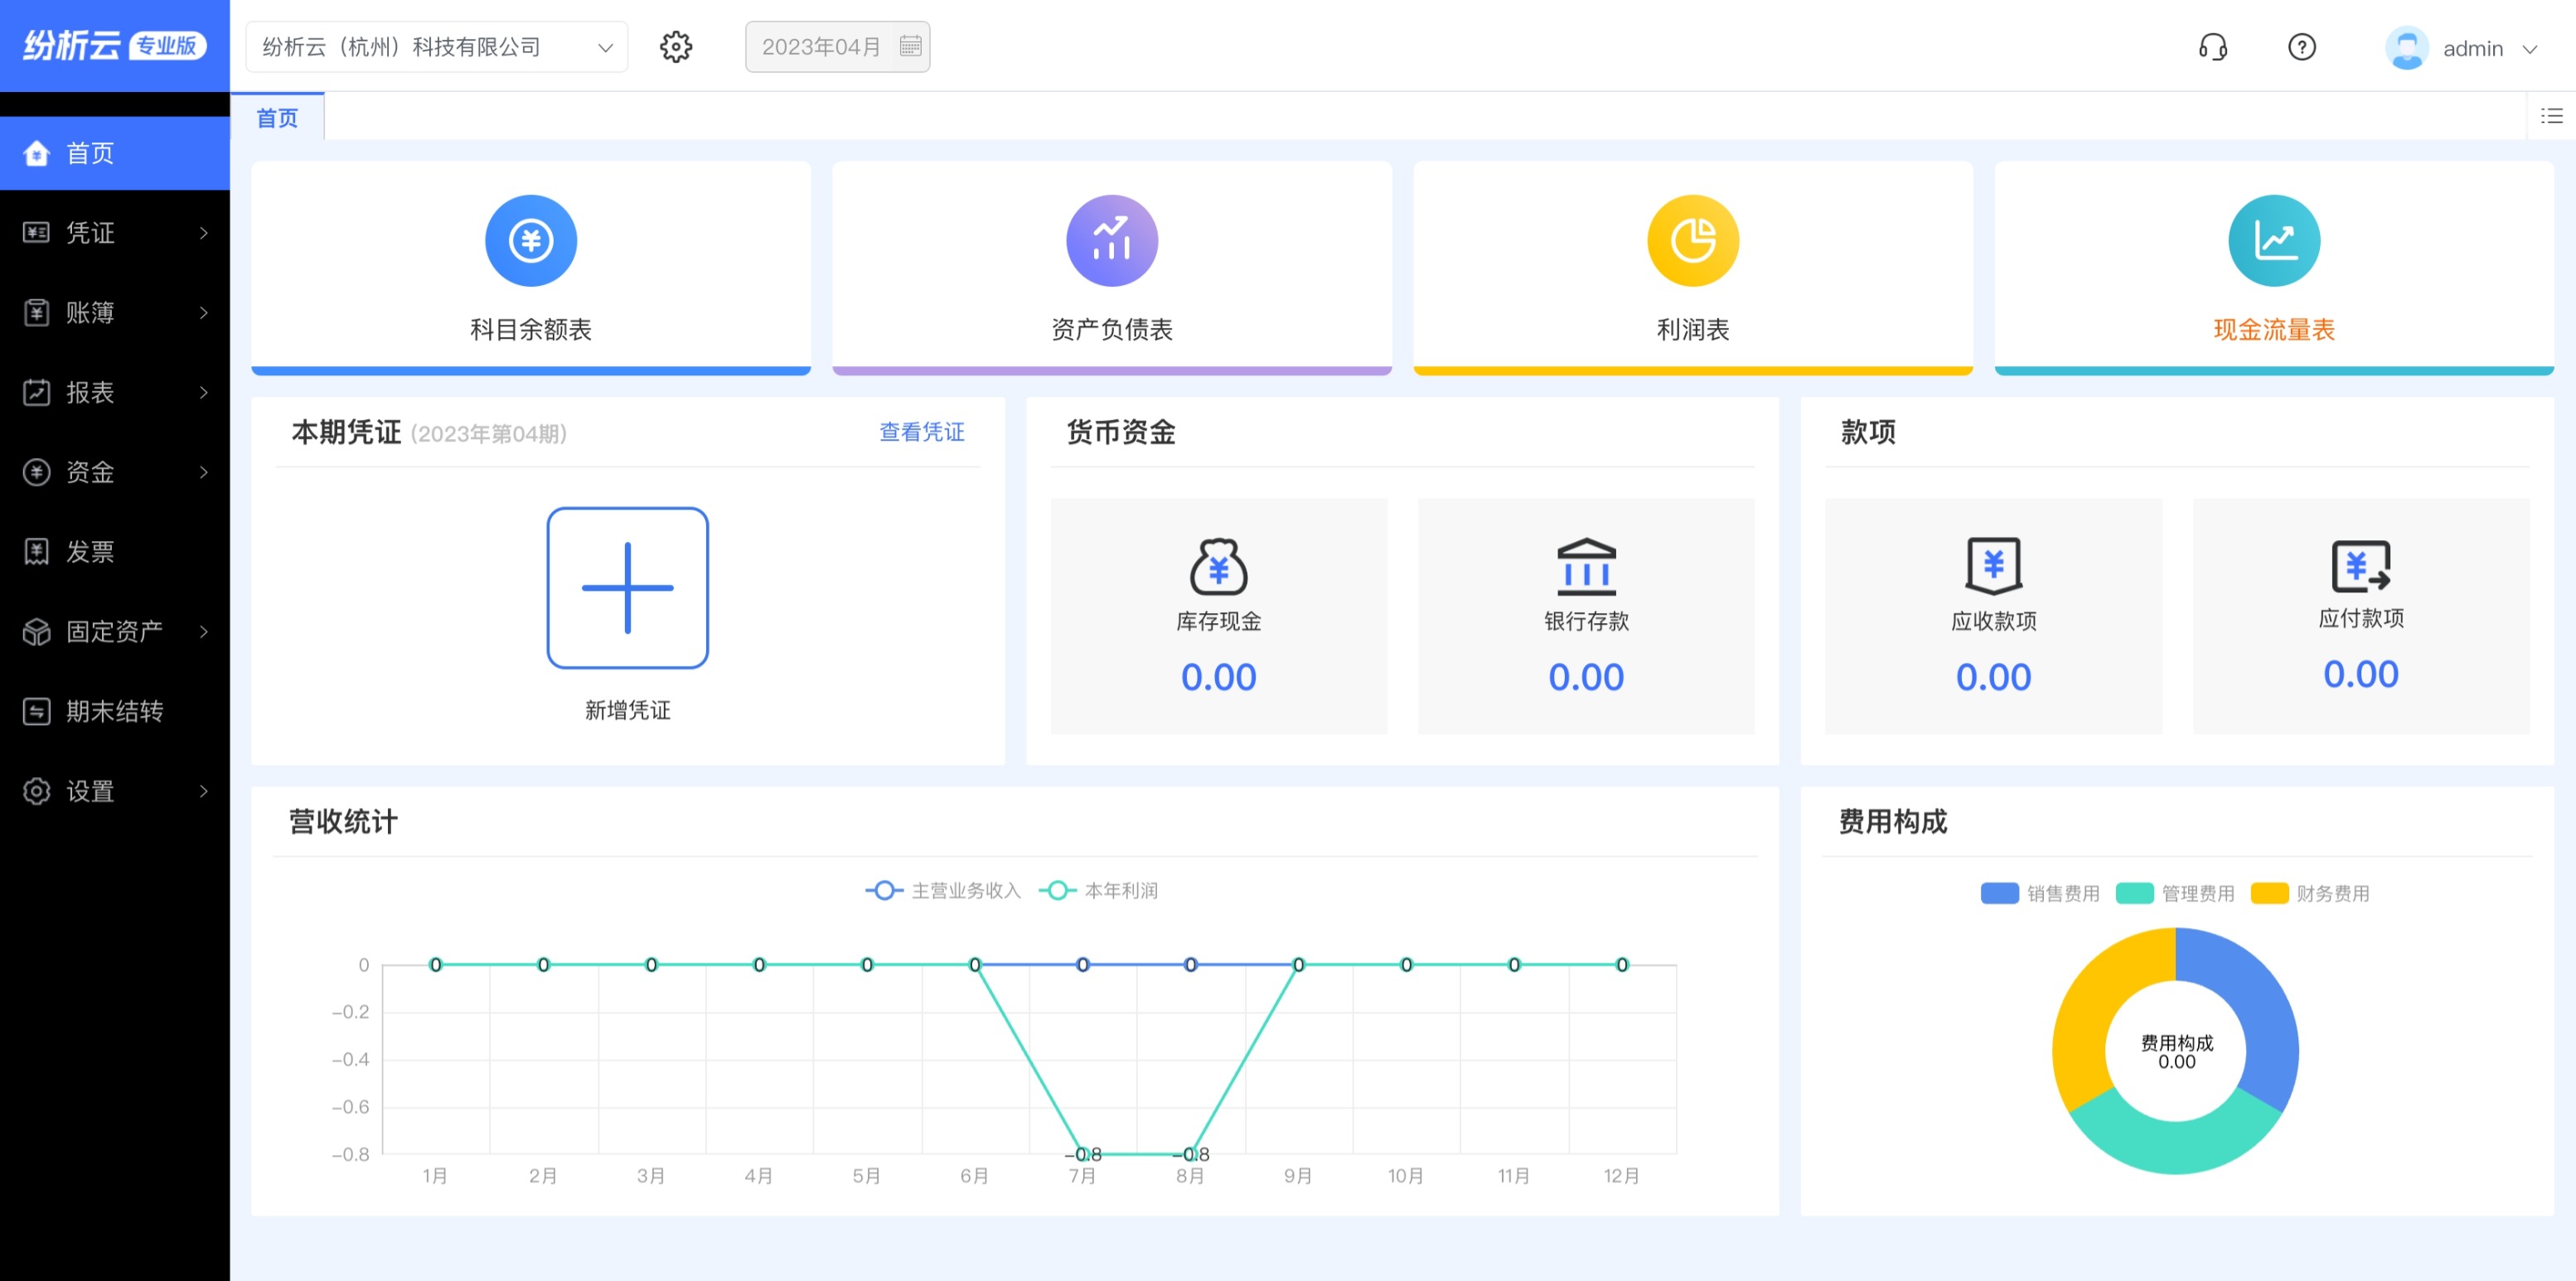 纷析云 专业版
纷析云（杭州）科技有限公司
2023年04月
admin
首页
首页
凭证
账簿
报表
资金
发票
固定资产
期末结转
设置
科目余额表
资产负债表
利润表
现金流量表
本期凭证 (2023年第04期)
查看凭证
新增凭证
货币资金
库存现金
0.00
银行存款
0.00
款项
应收款项
0.00
应付款项
0.00
营收统计
主营业务收入 本年利润
0
-0.2
-0.4
-0.6
-0.8
0 0 0 0 0 0 0 0 0 0 0 0
-0.8 -0.8
1月 2月 3月 4月 5月 6月 7月 8月 9月 10月 11月 12月
费用构成
销售费用 管理费用 财务费用
费用构成
0.00